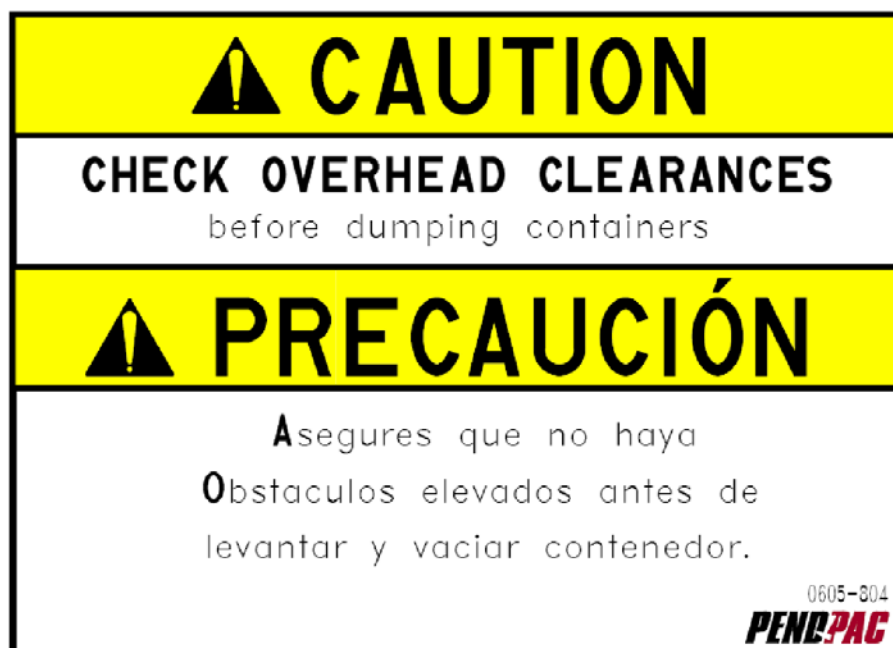 CAUTION
CHECK OVERHEAD CLEARANCES
before dumping containers
PRECAUCIÓN
Asegures que no haya
Obstaculos elevados antes de
levantar y vaciar contenedor.
0605-804
PENDPAC